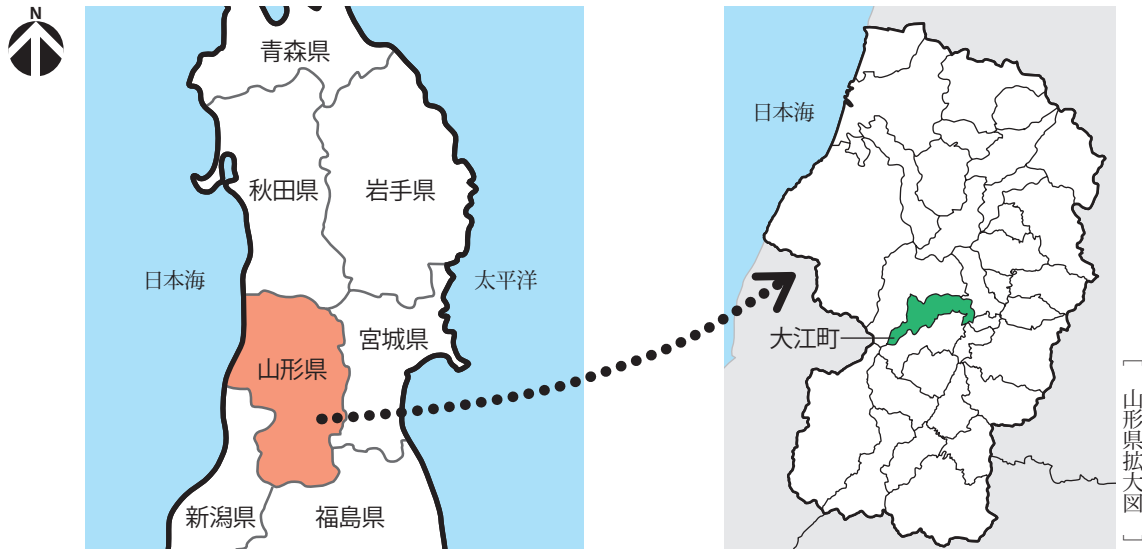 N
青森県
秋田県
岩手県
日本海
太平洋
宮城県
山形県
新潟県
福島県
日本海
大江町
［ 山形県拡大図 ］